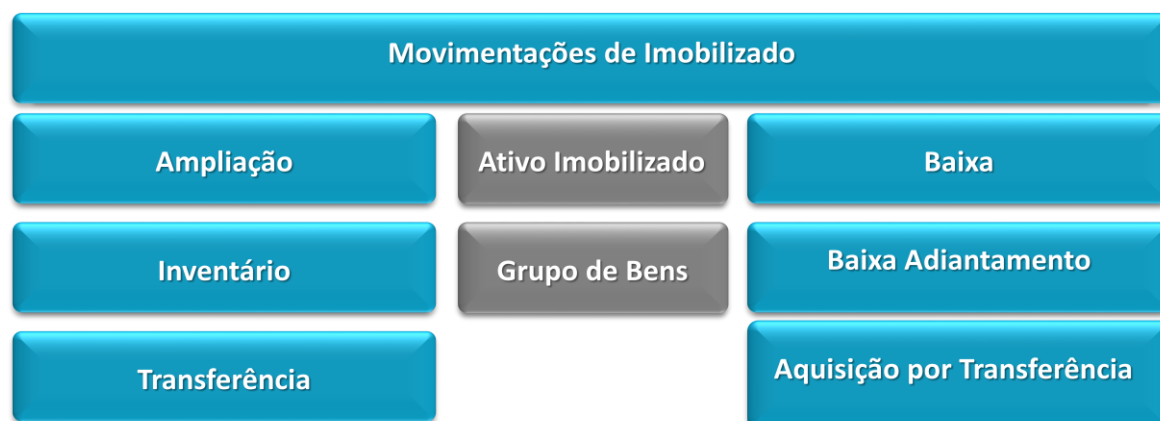 Movimentações de Imobilizado
Ampliação
Ativo Imobilizado
Baixa
Inventário
Grupo de Bens
Baixa Adiantamento
Transferência
Aquisição por Transferência